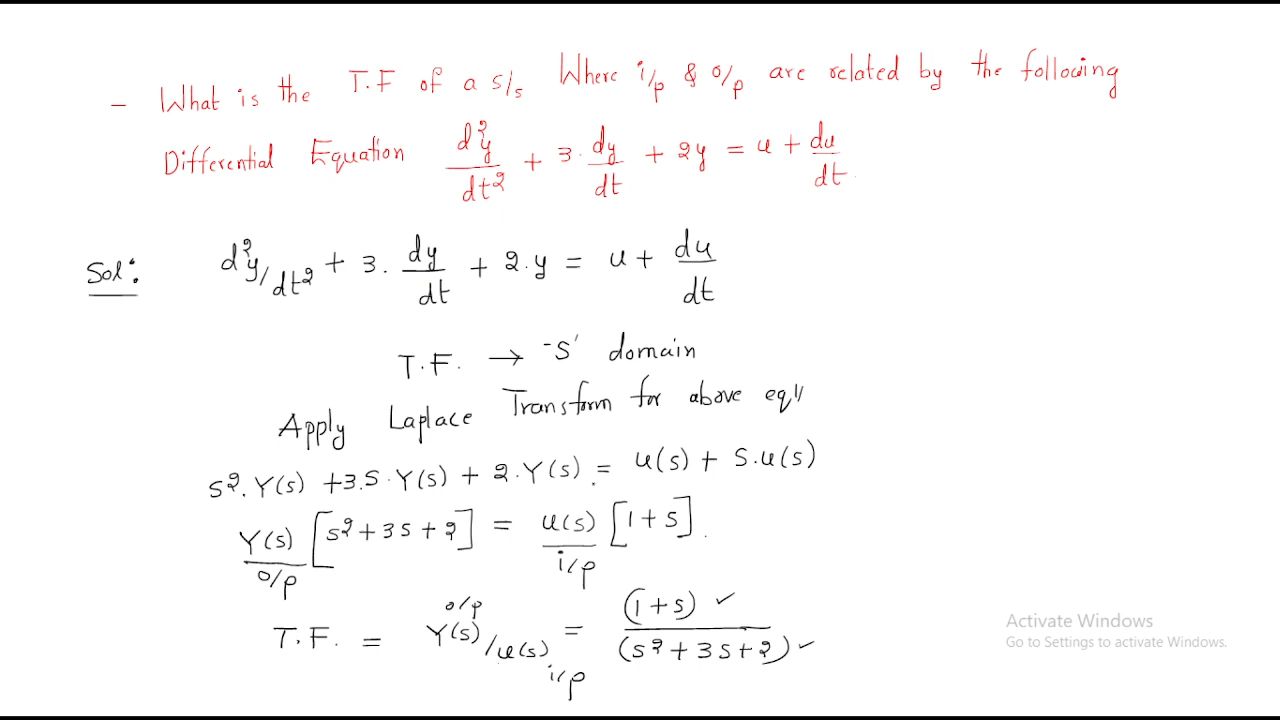 - What is the T.F of a s/s Where i/p & o/p are related by the following
Differential Equation d²y/dt² + 3. dy/dt + 2y = u + du/dt
Sol: d²y/dt² + 3. dy/dt + 2.y = u + du/dt
T.F. → 's' domain
Apply Laplace Transform for above eqn
s². Y(s) + 3.s. Y(s) + 2. Y(s) = u(s) + s.u(s)
Y(s) [s² + 3s + 2] = u(s) [1 + s].
o/p i/p
o/p
T.F. = Y(s)/u(s) = (1+s) ✓ / (s² + 3s + 2) ✓
i/p
Activate Windows
Go to Settings to activate Windows.